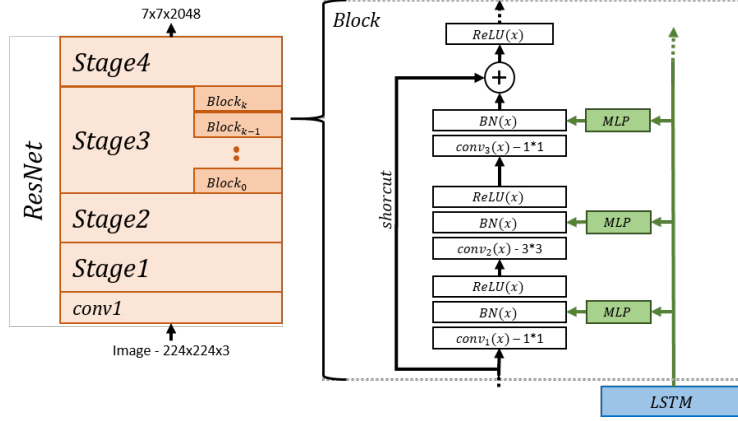 7x7x2048
ResNet
Stage4
Stage3
Block_k
Block_{k-1}
Block_0
Stage2
Stage1
conv1
Image - 224x224x3
Block
ReLU(x)
+
BN(x)
MLP
conv_3(x) - 1*1
shorcut
ReLU(x)
BN(x)
MLP
conv_2(x) - 3*3
ReLU(x)
BN(x)
MLP
conv_1(x) - 1*1
LSTM